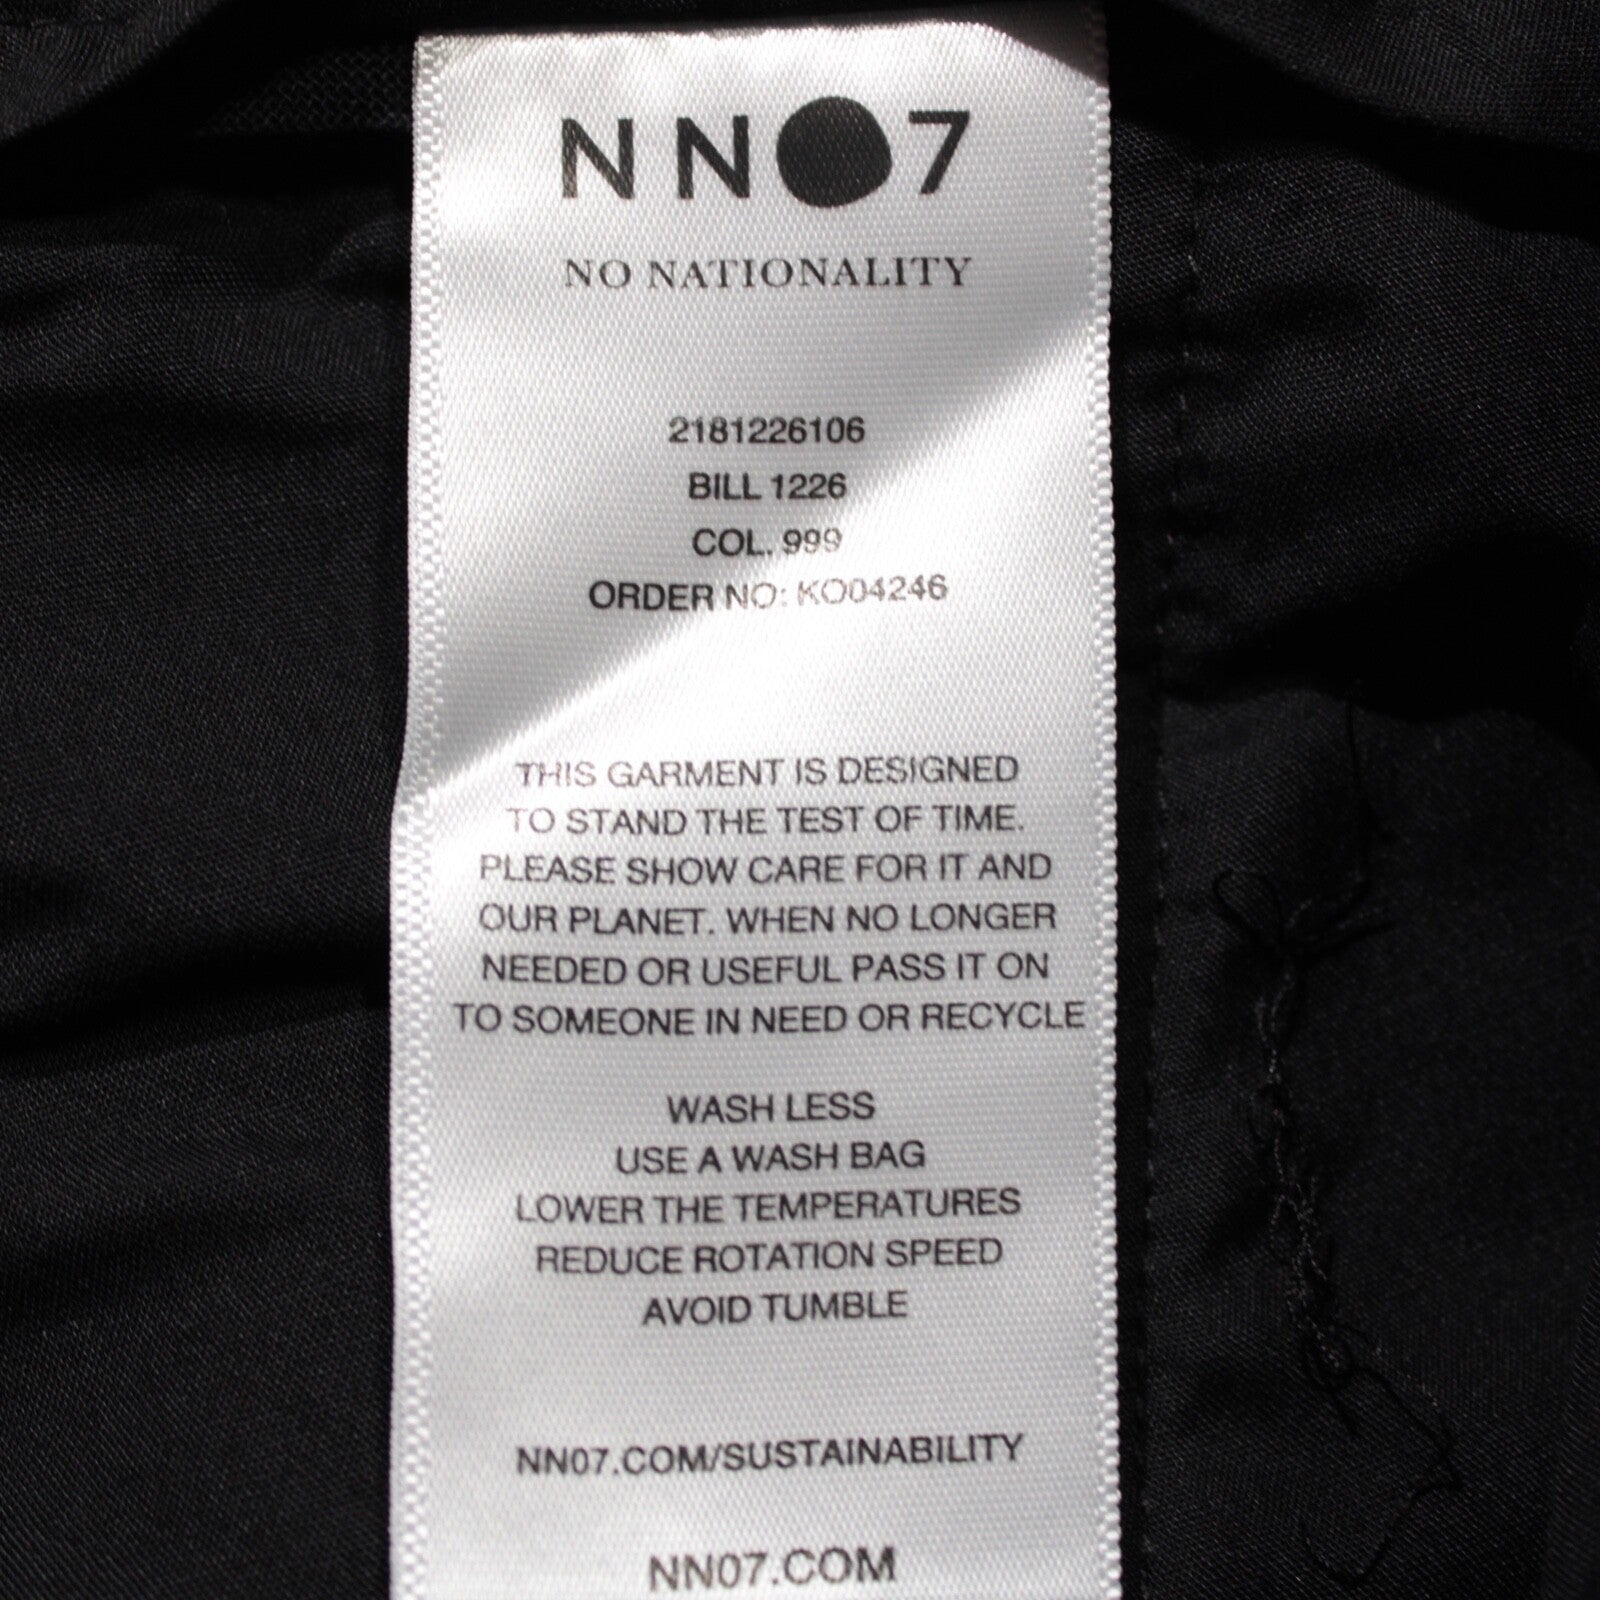 NN07
NO NATIONALITY
2181226106
BILL 1226
COL. 999
ORDER NO: KO04246
THIS GARMENT IS DESIGNED
TO STAND THE TEST OF TIME.
PLEASE SHOW CARE FOR IT AND
OUR PLANET. WHEN NO LONGER
NEEDED OR USEFUL PASS IT ON
TO SOMEONE IN NEED OR RECYCLE
WASH LESS
USE A WASH BAG
LOWER THE TEMPERATURES
REDUCE ROTATION SPEED
AVOID TUMBLE
NN07.COM/SUSTAINABILITY
NN07.COM